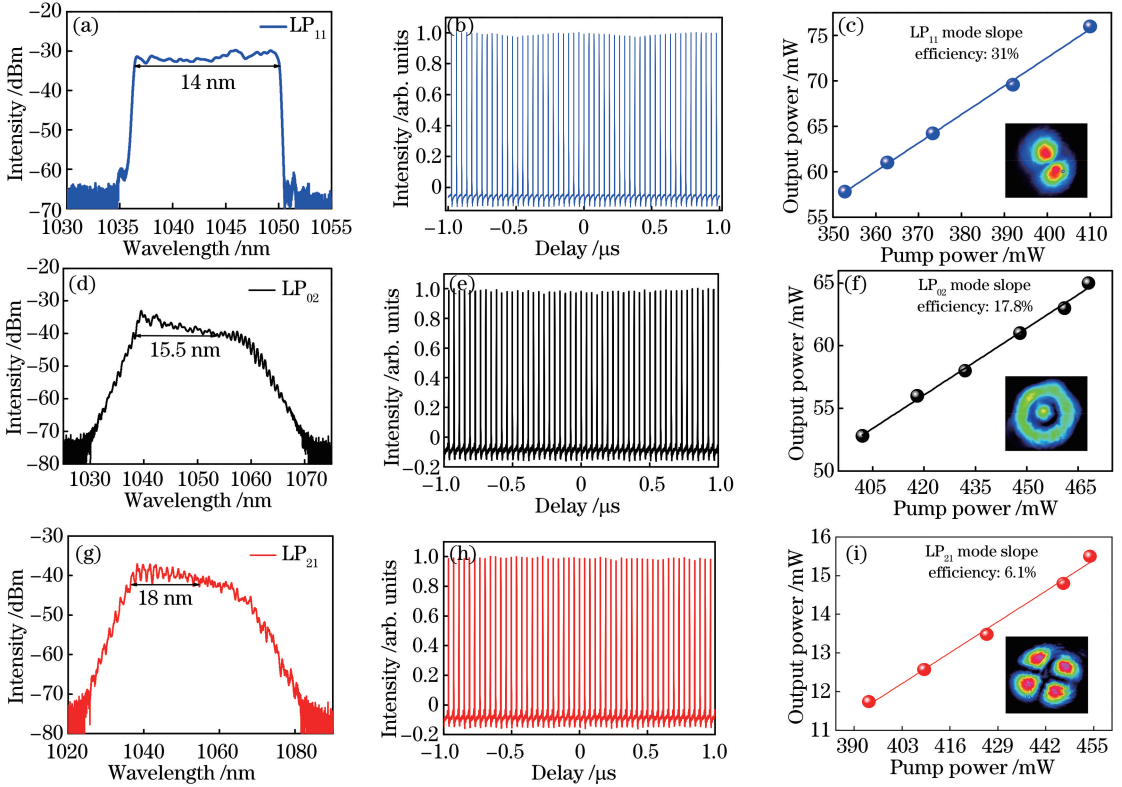 (a)
LP11
14 nm
−20
−30
−40
−50
−60
−70
Intensity /dBm
1030 1035 1040 1045 1050 1055
Wavelength /nm
(b)
1.0
0.8
0.6
0.4
0.2
0
Intensity /arb. units
−1.0 −0.5 0 0.5 1.0
Delay /μs
(c)
LP11 mode slope
efficiency: 31%
75
70
65
60
55
Output power /mW
350 360 370 380 390 400 410
Pump power /mW
(d)
LP02
15.5 nm
−20
−30
−40
−50
−60
−70
−80
Intensity /dBm
1030 1040 1050 1060 1070
Wavelength /nm
(e)
1.0
0.8
0.6
0.4
0.2
0
−0.2
Intensity /arb. units
−1.0 −0.5 0 0.5 1.0
Delay /μs
(f)
LP02 mode slope
efficiency: 17.8%
65
60
55
50
Output power /mW
405 420 435 450 465
Pump power /mW
(g)
LP21
18 nm
−30
−40
−50
−60
−70
−80
Intensity /dBm
1020 1040 1060 1080
Wavelength /nm
(h)
1.0
0.8
0.6
0.4
0.2
0
−0.2
Intensity /arb. units
−1.0 −0.5 0 0.5 1.0
Delay /μs
(i)
LP21 mode slope
efficiency: 6.1%
16
15
14
13
12
11
Output power /mW
390 403 416 429 442 455
Pump power /mW